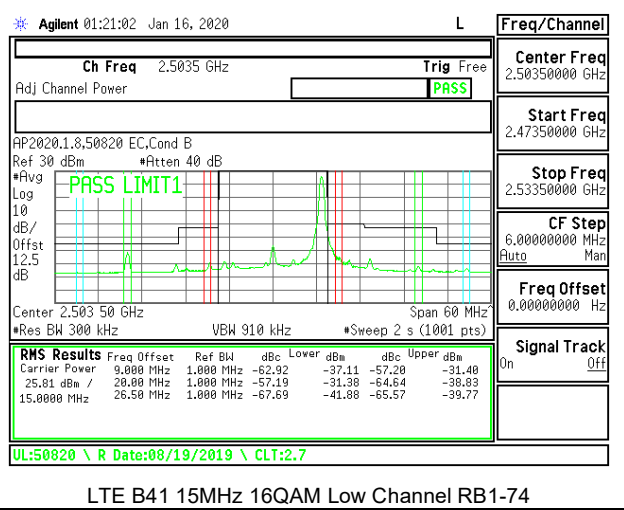 Agilent 01:21:02 Jan 16, 2020 L
Freq/Channel
Ch Freq 2.5035 GHz Trig Free
Adj Channel Power PASS
AP2020.1.8,50820 EC,Cond B
Ref 30 dBm #Atten 40 dB
#Avg
Log
10
dB/
Offst
12.5
dB
PASS LIMIT1
Center 2.503 50 GHz Span 60 MHz^
#Res BW 300 kHz VBW 910 kHz #Sweep 2 s (1001 pts)
RMS Results Freq Offset Ref BW dBc Lower dBm dBc Upper dBm
Carrier Power 9.000 MHz 1.000 MHz -62.92 -37.11 -57.20 -31.40
25.81 dBm / 20.00 MHz 1.000 MHz -57.19 -31.38 -64.64 -38.83
15.0000 MHz 26.50 MHz 1.000 MHz -67.69 -41.88 -65.57 -39.77
UL:50820 \ R Date:08/19/2019 \ CLT:2.7
Center Freq
2.50350000 GHz
Start Freq
2.47350000 GHz
Stop Freq
2.53350000 GHz
CF Step
6.00000000 MHz
Auto Man
Freq Offset
0.00000000 Hz
Signal Track
On Off
LTE B41 15MHz 16QAM Low Channel RB1-74